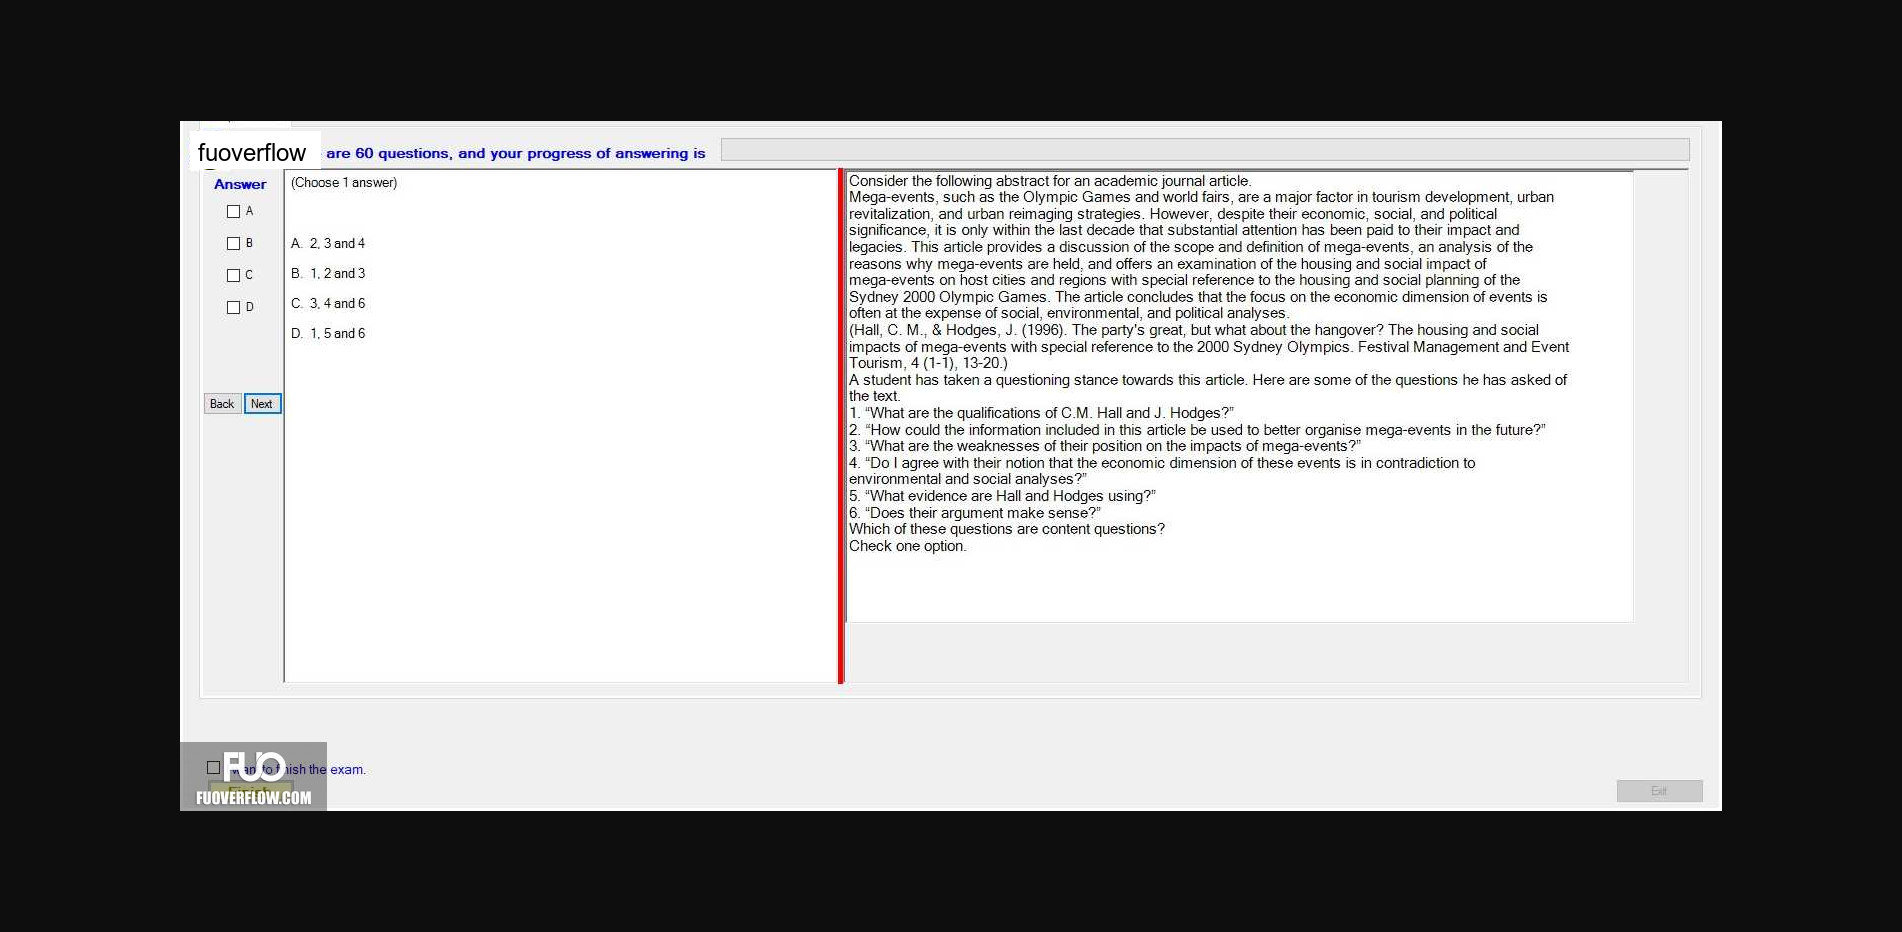 fuoverflow are 60 questions, and your progress of answering is
Answer
A
B
C
D
Back Next
(Choose 1 answer)
A. 2, 3 and 4
B. 1, 2 and 3
C. 3, 4 and 6
D. 1, 5 and 6
Consider the following abstract for an academic journal article.
Mega-events, such as the Olympic Games and world fairs, are a major factor in tourism development, urban
revitalization, and urban reimaging strategies. However, despite their economic, social, and political
significance, it is only within the last decade that substantial attention has been paid to their impact and
legacies. This article provides a discussion of the scope and definition of mega-events, an analysis of the
reasons why mega-events are held, and offers an examination of the housing and social impact of
mega-events on host cities and regions with special reference to the housing and social planning of the
Sydney 2000 Olympic Games. The article concludes that the focus on the economic dimension of events is
often at the expense of social, environmental, and political analyses.
(Hall, C. M., & Hodges, J. (1996). The party's great, but what about the hangover? The housing and social
impacts of mega-events with special reference to the 2000 Sydney Olympics. Festival Management and Event
Tourism, 4 (1-1), 13-20.)
A student has taken a questioning stance towards this article. Here are some of the questions he has asked of
the text.
1. “What are the qualifications of C.M. Hall and J. Hodges?”
2. “How could the information included in this article be used to better organise mega-events in the future?”
3. “What are the weaknesses of their position on the impacts of mega-events?”
4. “Do I agree with their notion that the economic dimension of these events is in contradiction to
environmental and social analyses?”
5. “What evidence are Hall and Hodges using?”
6. “Does their argument make sense?”
Which of these questions are content questions?
Check one option.
FUO
want to finish the exam.
Finish
FUOVERFLOW.COM
Exit